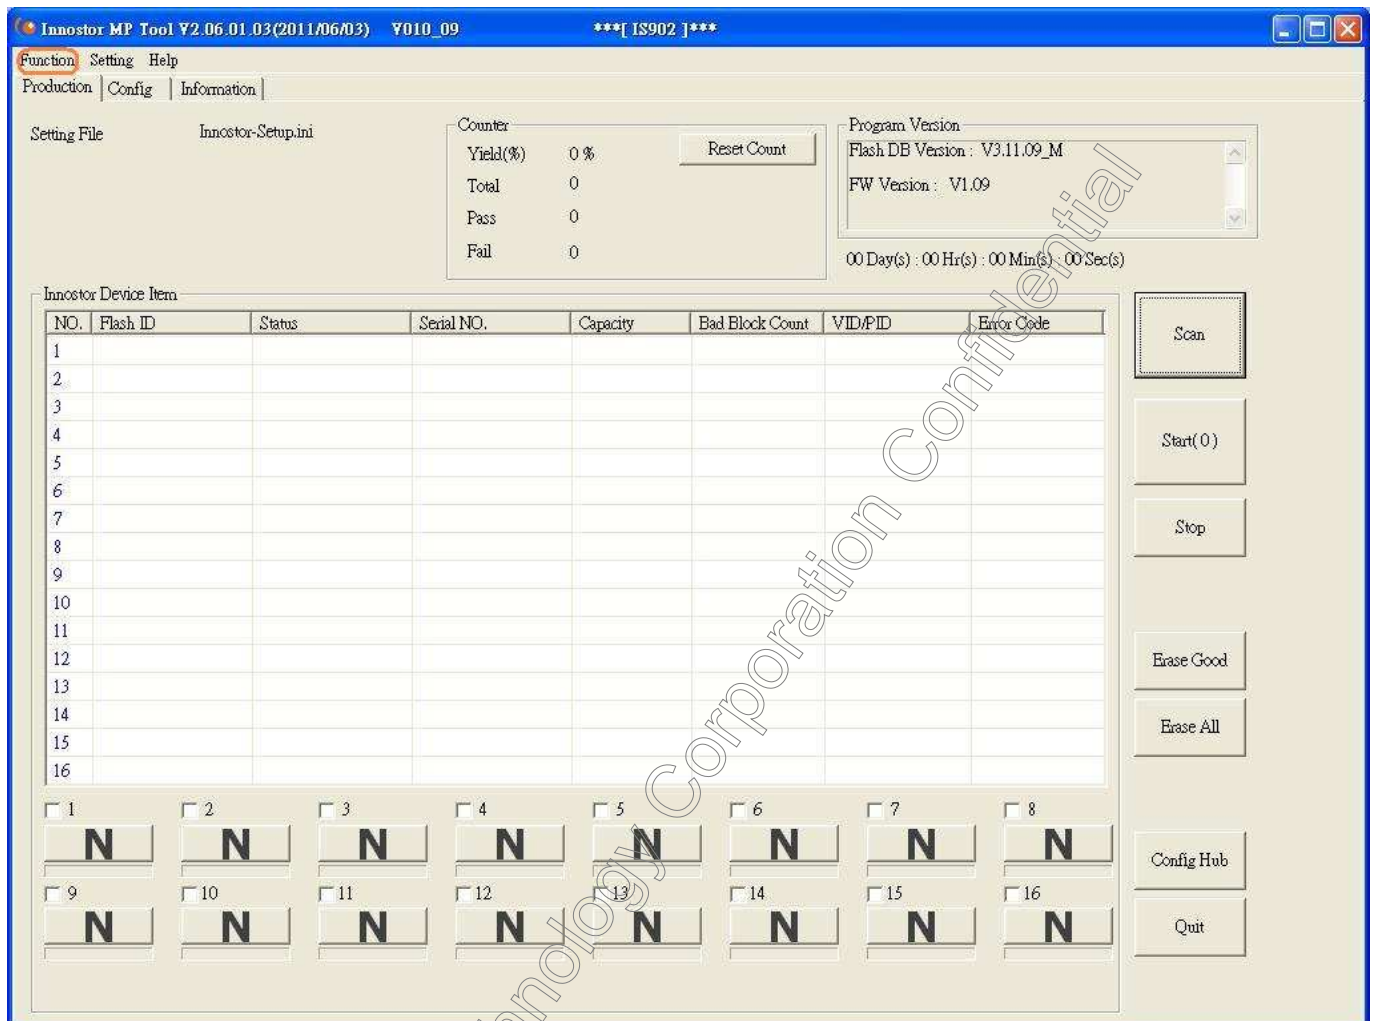 Innostor MP Tool V2.06.01.03(2011/06/03) V010_09 ***[ IS902 ]***
Function Setting Help
Production Config Information
Setting File Innostor-Setup.ini
Counter
Yield(%) 0 % Reset Count
Total 0
Pass 0
Fail 0
Program Version
Flash DB Version : V3.11.09_M
FW Version : V1.09
00 Day(s) : 00 Hr(s) : 00 Min(s) : 00 Sec(s)
Innostor Device Item
NO. Flash ID Status Serial NO. Capacity Bad Block Count VID/PID Error Code
1
2
3
4
5
6
7
8
9
10
11
12
13
14
15
16
Scan
Start( 0 )
Stop
Erase Good
Erase All
Config Hub
Quit
1 2 3 4 5 6 7 8
N N N N N N N N
9 10 11 12 13 14 15 16
N N N N N N N N
Corporation Confidential